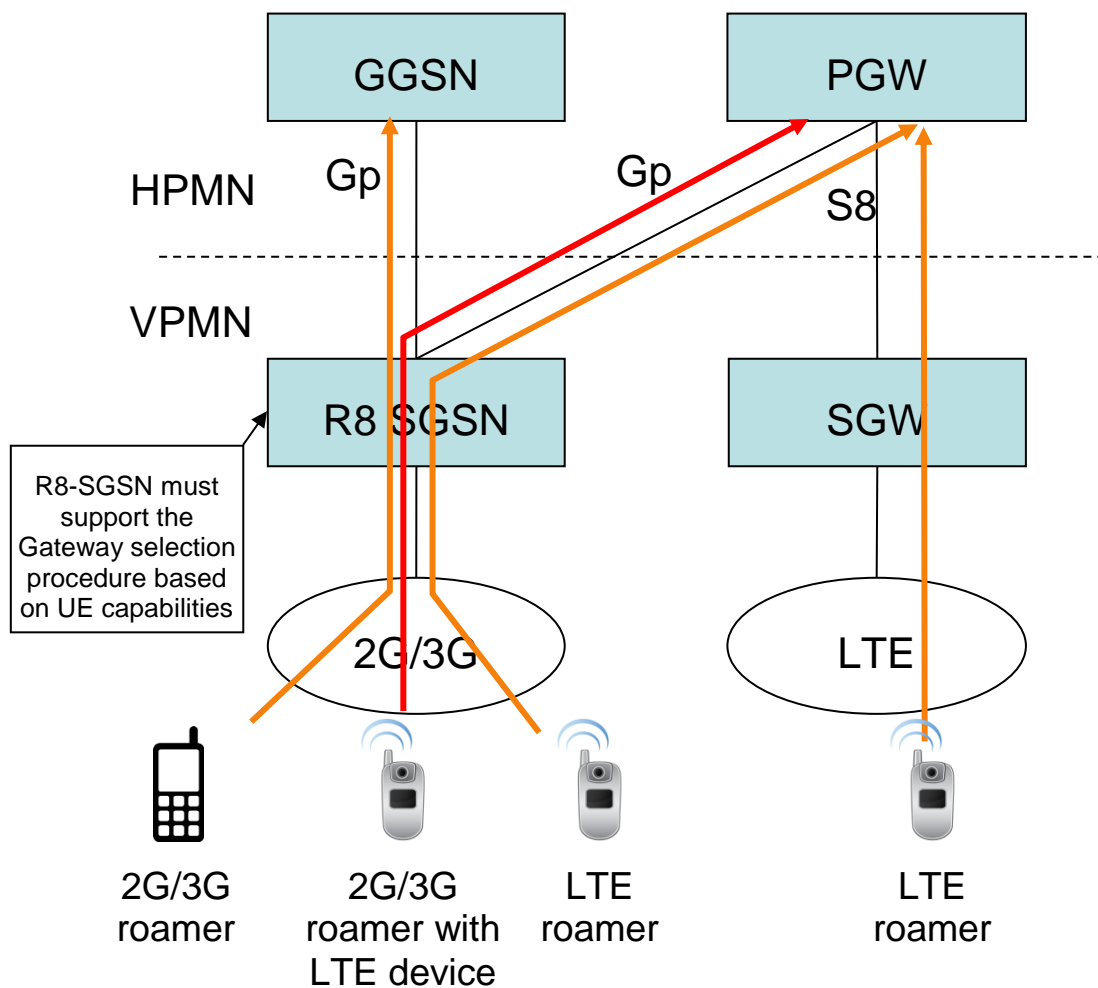 GGSN
PGW
Gp
Gp
HPMN
S8
VPMN
R8 SGSN
SGW
R8-SGSN must
support the
Gateway selection
procedure based
on UE capabilities
2G/3G
LTE
2G/3G
roamer
2G/3G
roamer with
LTE device
LTE
roamer
LTE
roamer